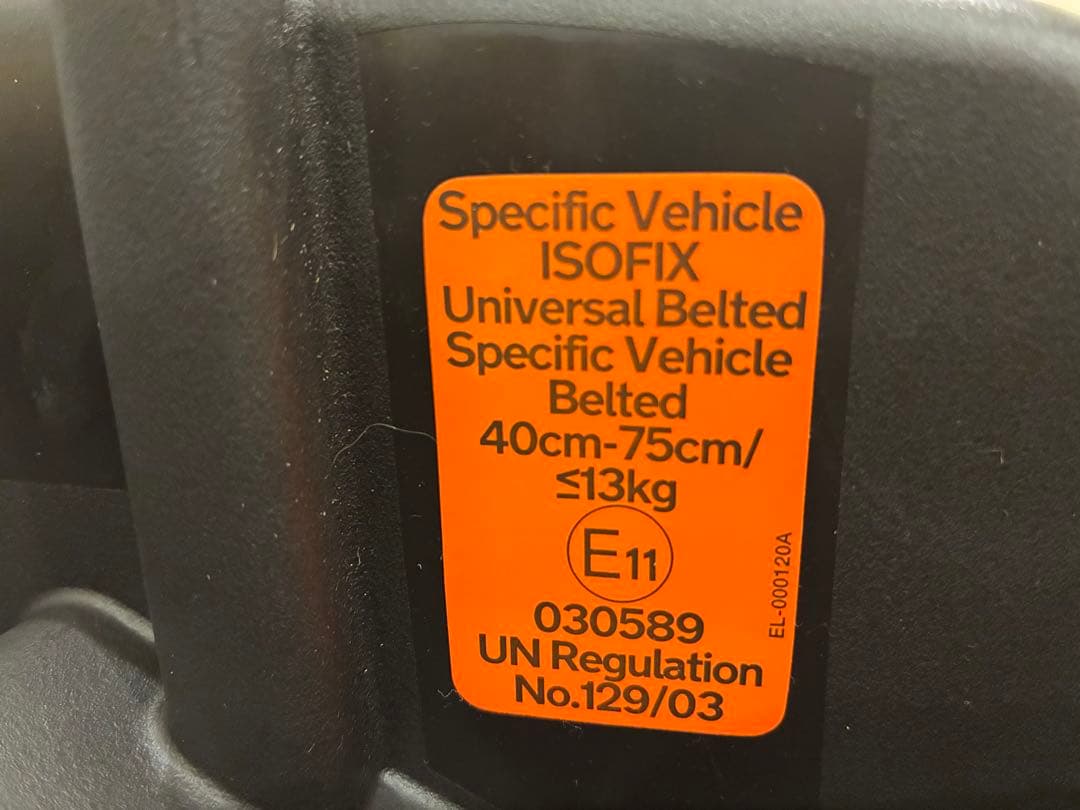 Specific Vehicle
ISOFIX
Universal Belted
Specific Vehicle
Belted
40cm-75cm/
≤13kg
E11
030589
UN Regulation
No.129/03
EL-000120A